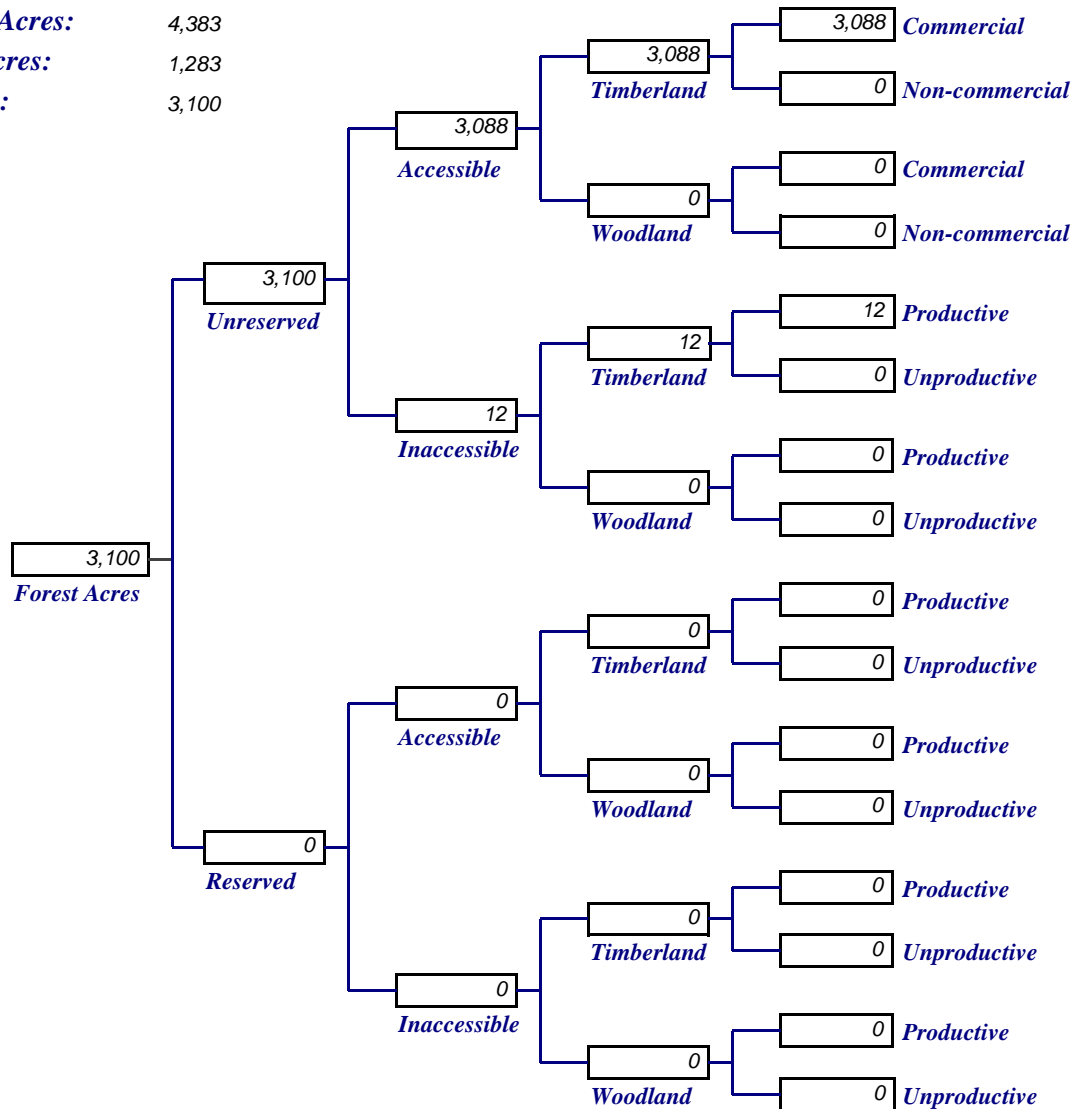 Acres: 4,383
cres: 1,283
: 3,100
3,088 Commercial
3,088
Timberland
0 Non-commercial
3,088
Accessible
0 Commercial
0
Woodland
0 Non-commercial
3,100
Unreserved
12 Productive
12
Timberland
0 Unproductive
12
Inaccessible
0 Productive
0
Woodland
0 Unproductive
3,100
Forest Acres
0 Productive
0
Timberland
0 Unproductive
0
Accessible
0 Productive
0
Woodland
0 Unproductive
0
Reserved
0 Productive
0
Timberland
0 Unproductive
0
Inaccessible
0 Productive
0
Woodland
0 Unproductive